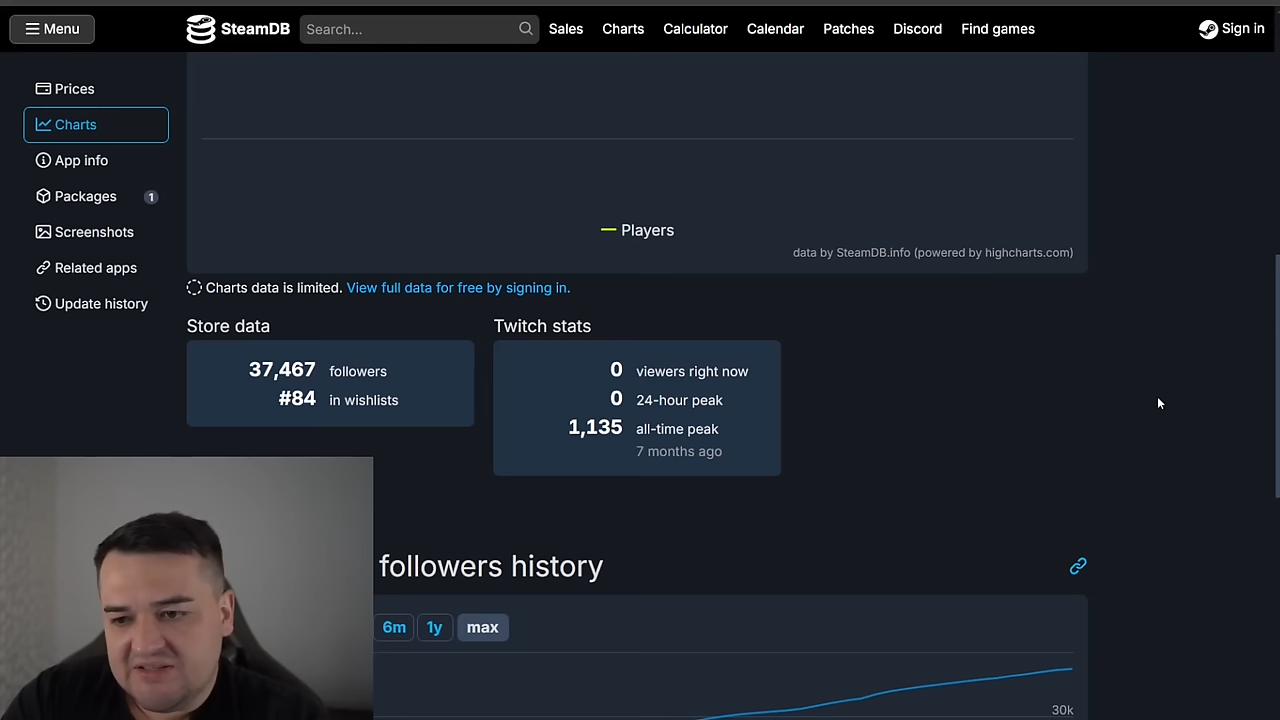 Menu
SteamDB
Search...
Sales
Charts
Calculator
Calendar
Patches
Discord
Find games
Sign in
Prices
Charts
App info
Packages 1
Screenshots
Related apps
Update history
Players
data by SteamDB.info (powered by highcharts.com)
Charts data is limited. View full data for free by signing in.
Store data
37,467 followers
#84 in wishlists
Twitch stats
0 viewers right now
0 24-hour peak
1,135 all-time peak
7 months ago
followers history
6m
1y
max
30k